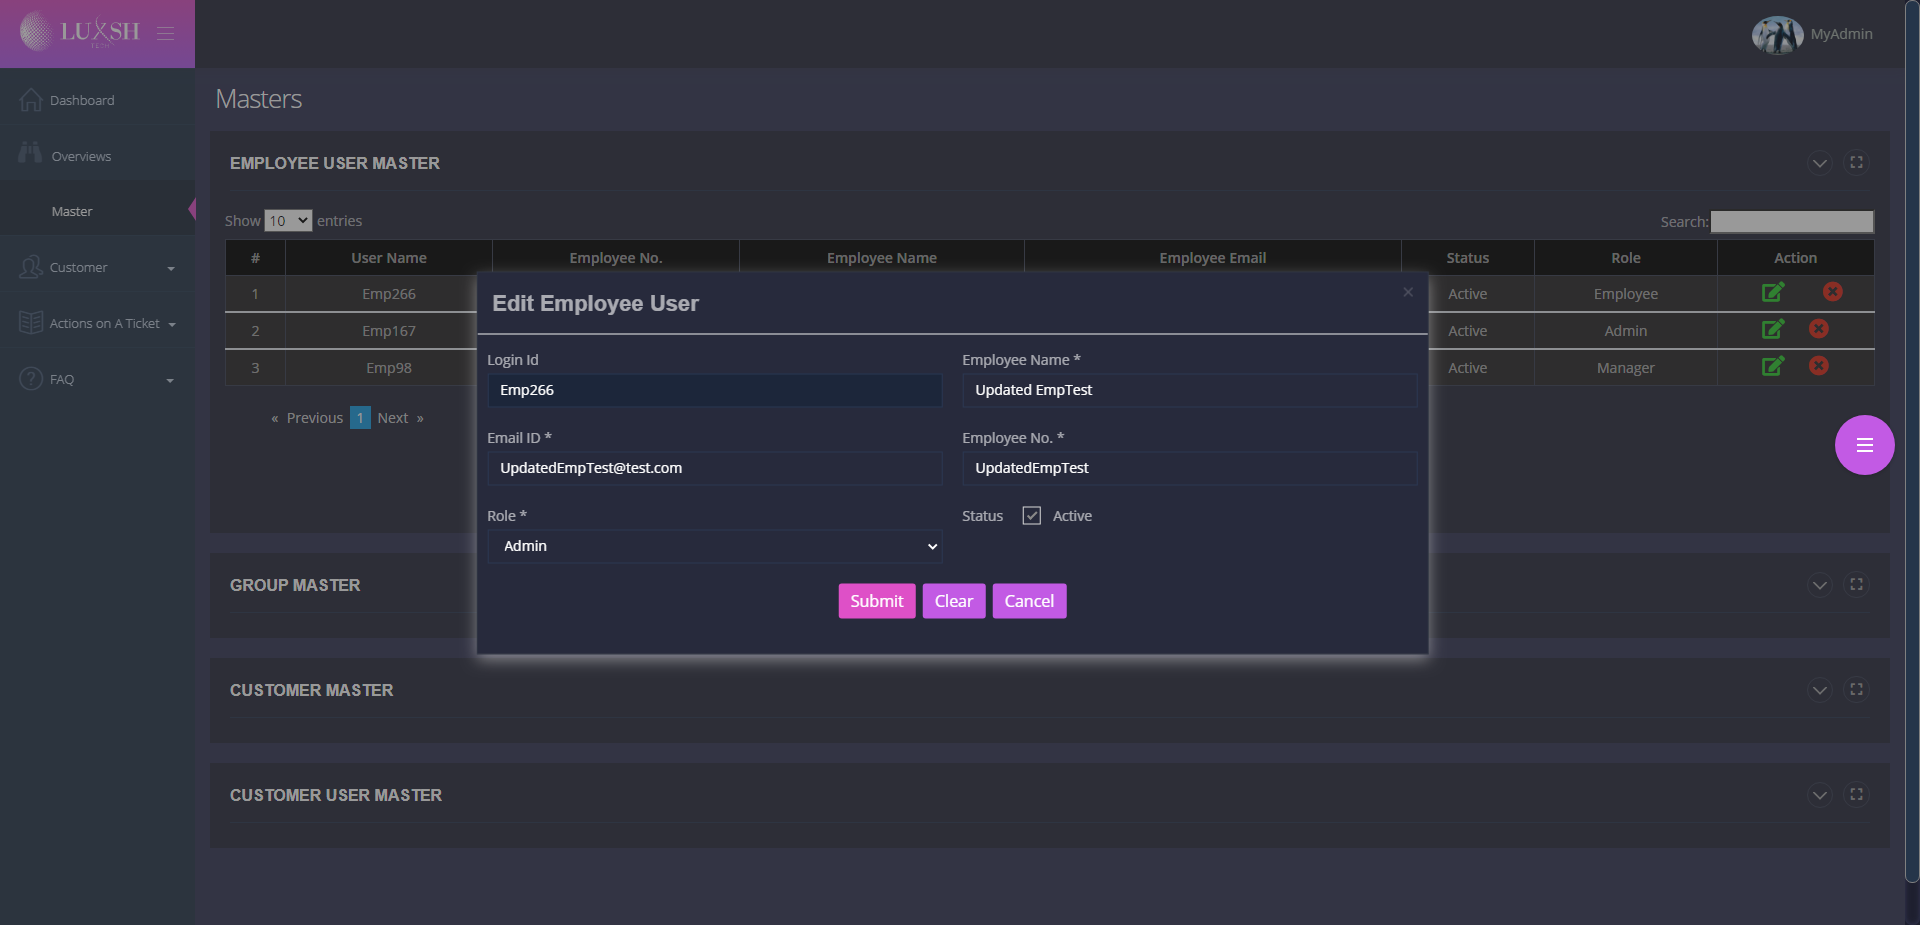 LUXSH
TECH
MyAdmin
Dashboard
Overviews
Master
Customer
Actions on A Ticket
FAQ
Masters
EMPLOYEE USER MASTER
Show 10 entries
Search:
# User Name Employee No. Employee Name Employee Email Status Role Action
1 Emp266 Active Employee
2 Emp167 Active Admin
3 Emp98 Active Manager
« Previous 1 Next »
Edit Employee User
×
Login Id
Emp266
Employee Name *
Updated EmpTest
Email ID *
UpdatedEmpTest@test.com
Employee No. *
UpdatedEmpTest
Role *
Admin
Status Active
Submit Clear Cancel
GROUP MASTER
CUSTOMER MASTER
CUSTOMER USER MASTER